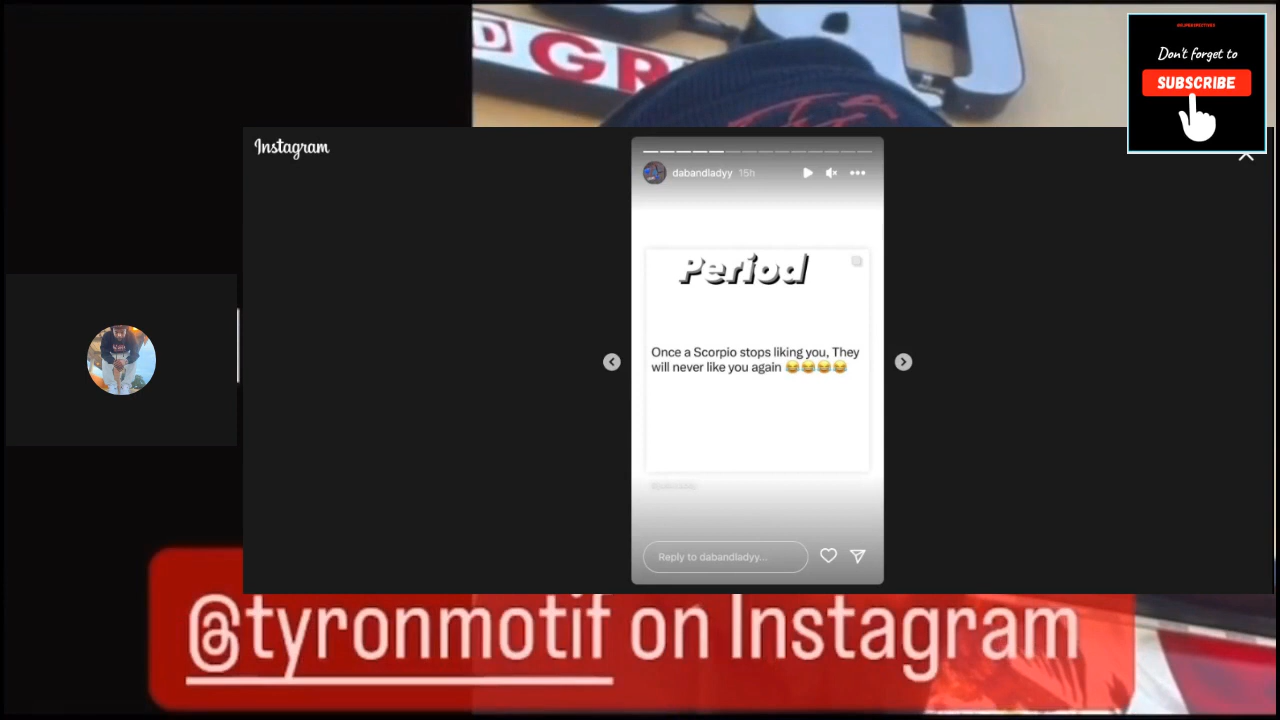 D GR
Don't forget to
SUBSCRIBE
Instagram
dabandladyy 15h
Period
Once a Scorpio stops liking you, They
will never like you again 😂😂😂😂
Reply to dabandladyy...
@tyronmotif on Instagram